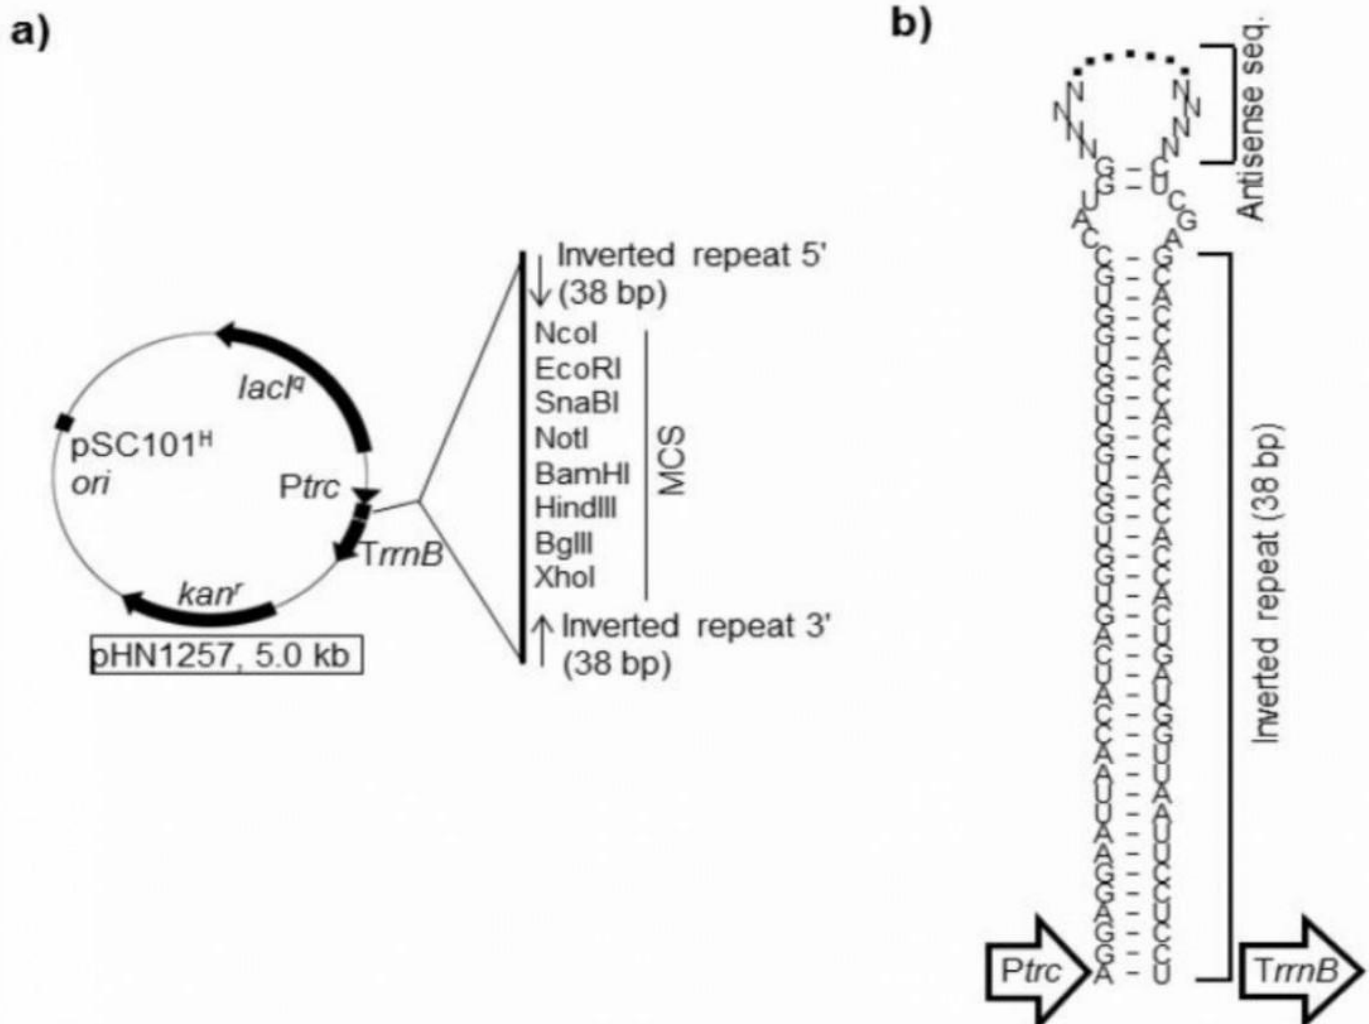 a)
lacIq
pSC101H
ori
Ptrc
TrrnB
kanr
pHN1257, 5.0 kb
Inverted repeat 5'
(38 bp)
NcoI
EcoRI
SnaBI
NotI
BamHI
HindIII
BglII
XhoI
MCS
Inverted repeat 3'
(38 bp)
b)
N N
N N
N N
N N
G – C
G – U
U C
A G
C A
C – G
G – C
U – A
G – C
G – C
U – A
G – C
G – C
U – A
G – C
G – C
U – A
G – C
G – C
U – A
G – C
G – C
U – A
G – C
A – U
C – G
U – A
A – U
C – G
C – G
A – U
A – U
U – A
U – A
A – U
A – U
G – C
G – C
A – U
G – C
G – C
A – U
Antisense seq.
Inverted repeat (38 bp)
Ptrc
TrrnB